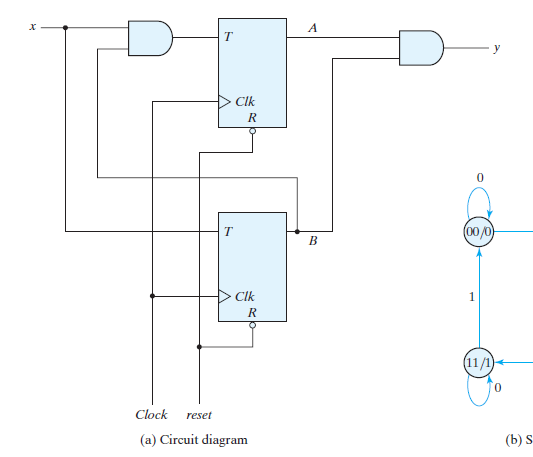 x
T
A
y
Clk
R
0
T
B
00/0
Clk
R
1
11/1
0
Clock reset
(a) Circuit diagram
(b) S